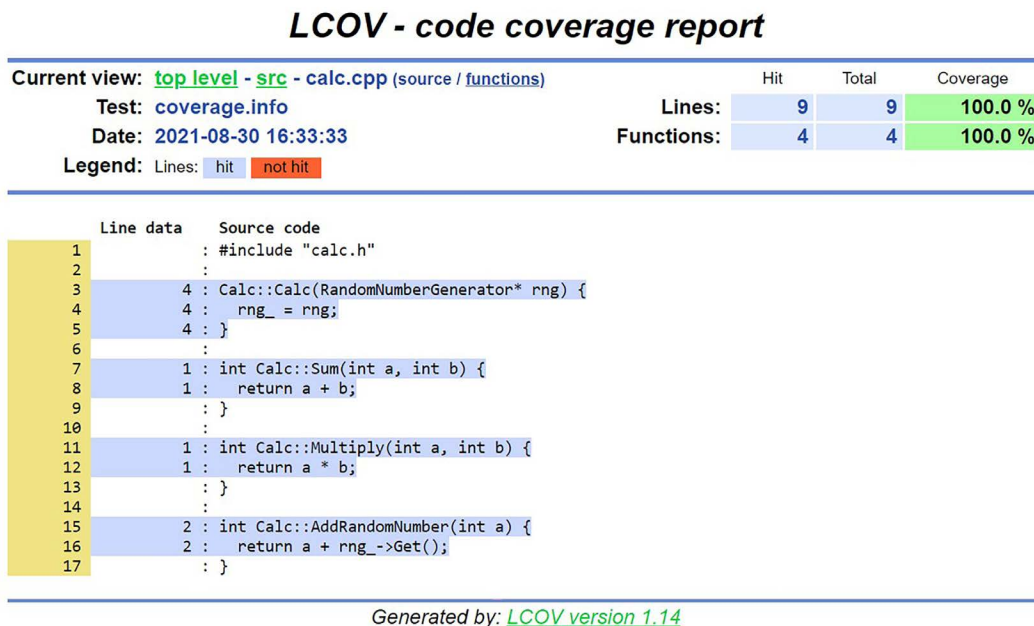 LCOV - code coverage report
Current view: top level - src - calc.cpp (source / functions) Hit Total Coverage
Test: coverage.info Lines: 9 9 100.0 %
Date: 2021-08-30 16:33:33 Functions: 4 4 100.0 %
Legend: Lines: hit not hit
Line data Source code
1 : #include "calc.h"
2 :
3 4 : Calc::Calc(RandomNumberGenerator* rng) {
4 4 :   rng_ = rng;
5 4 : }
6 :
7 1 : int Calc::Sum(int a, int b) {
8 1 :   return a + b;
9 : }
10 :
11 1 : int Calc::Multiply(int a, int b) {
12 1 :   return a * b;
13 : }
14 :
15 2 : int Calc::AddRandomNumber(int a) {
16 2 :   return a + rng_->Get();
17 : }
Generated by: LCOV version 1.14